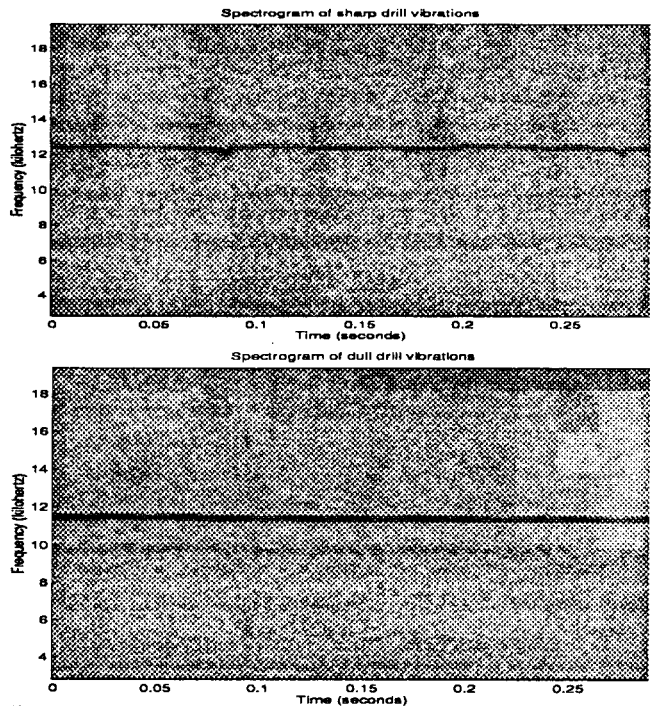 Spectrogram of sharp drill vibrations
18
16
14
12
10
8
6
4
Frequency (kilohertz)
0 0.05 0.1 0.15 0.2 0.25
Time (seconds)
Spectrogram of dull drill vibrations
18
16
14
12
10
8
6
4
Frequency (kilohertz)
0 0.05 0.1 0.15 0.2 0.25
Time (seconds)